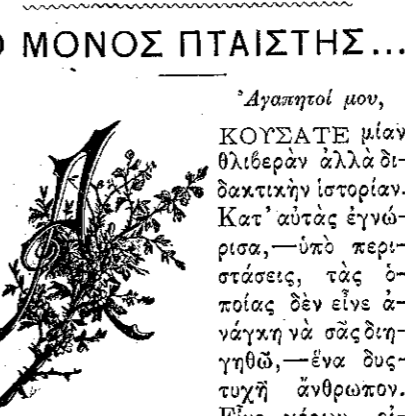 Ο ΜΟΝΟΣ ΠΤΑΙΣΤΗΣ...
Ἀγαπητοί μου,
ΑΚΟΥΣΑΤΕ μίαν
θλιβερὰν ἀλλὰ δι-
δακτικὴν ἱστορίαν.
Κατ' αὐτὰς ἐγνώ-
ρισα,—ὑπὸ περι-
στάσεις, τὰς ὁ-
ποίας δὲν εἶνε ἀ-
νάγκη νὰ σᾶς διη-
γηθῶ,—ἕνα δυς-
τυχῆ ἄνθρωπον.